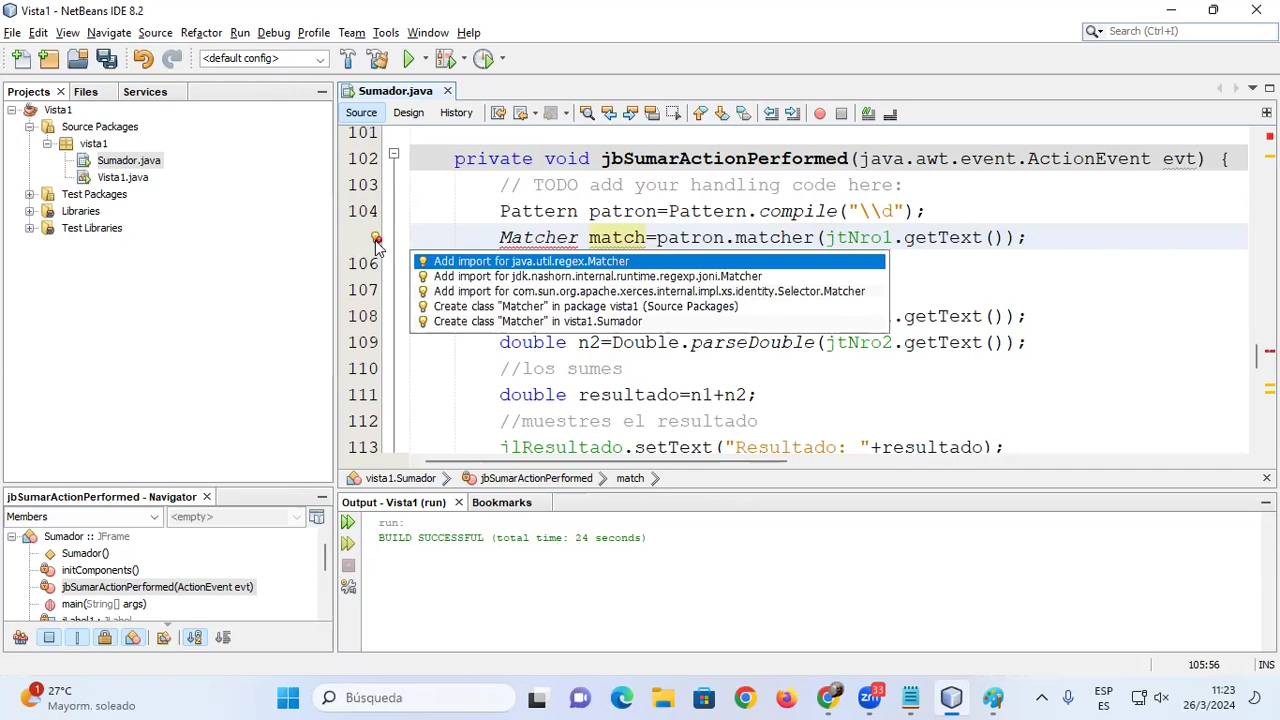 Vista1 - NetBeans IDE 8.2
File Edit View Navigate Source Refactor Run Debug Profile Team Tools Window Help
Search (Ctrl+I)
<default config>
Projects Files Services
Vista1
Source Packages
vista1
Sumador.java
Vista1.java
Test Packages
Libraries
Test Libraries
Sumador.java
Source Design History
101
102 private void jbSumarActionPerformed(java.awt.event.ActionEvent evt) {
103 // TODO add your handling code here:
104 Pattern patron=Pattern.compile("\\d");
Matcher match=patron.matcher(jtNro1.getText());
Add import for java.util.regex.Matcher
106
Add import for jdk.nashorn.internal.runtime.regexp.joni.Matcher
107
Add import for com.sun.org.apache.xerces.internal.impl.xs.identity.Selector.Matcher
Create class "Matcher" in package vista1 (Source Packages)
108 .getText());
Create class "Matcher" in vista1.Sumador
109 double n2=Double.parseDouble(jtNro2.getText());
110 //los sumes
111 double resultado=n1+n2;
112 //muestres el resultado
113 jlResultado.setText("Resultado: "+resultado);
vista1.Sumador jbSumarActionPerformed match
jbSumarActionPerformed - Navigator
Members <empty>
Sumador :: JFrame
Sumador()
initComponents()
jbSumarActionPerformed(ActionEvent evt)
main(String[] args)
jLabel1 : JLabel
Output - Vista1 (run) Bookmarks
run:
BUILD SUCCESSFUL (total time: 24 seconds)
105:56 INS
1
27°C
Mayorm. soleado
Búsqueda
33
ESP
ES
11:23
26/3/2024